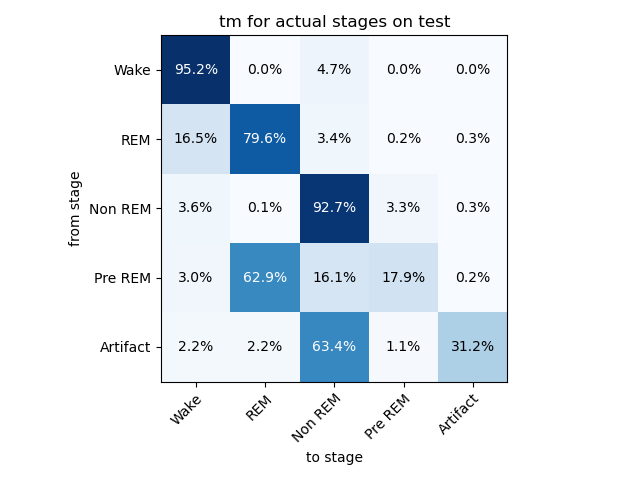 tm for actual stages on test
Wake 95.2% 0.0% 4.7% 0.0% 0.0%
REM 16.5% 79.6% 3.4% 0.2% 0.3%
Non REM 3.6% 0.1% 92.7% 3.3% 0.3%
Pre REM 3.0% 62.9% 16.1% 17.9% 0.2%
Artifact 2.2% 2.2% 63.4% 1.1% 31.2%
from stage
Wake REM Non REM Pre REM Artifact
to stage